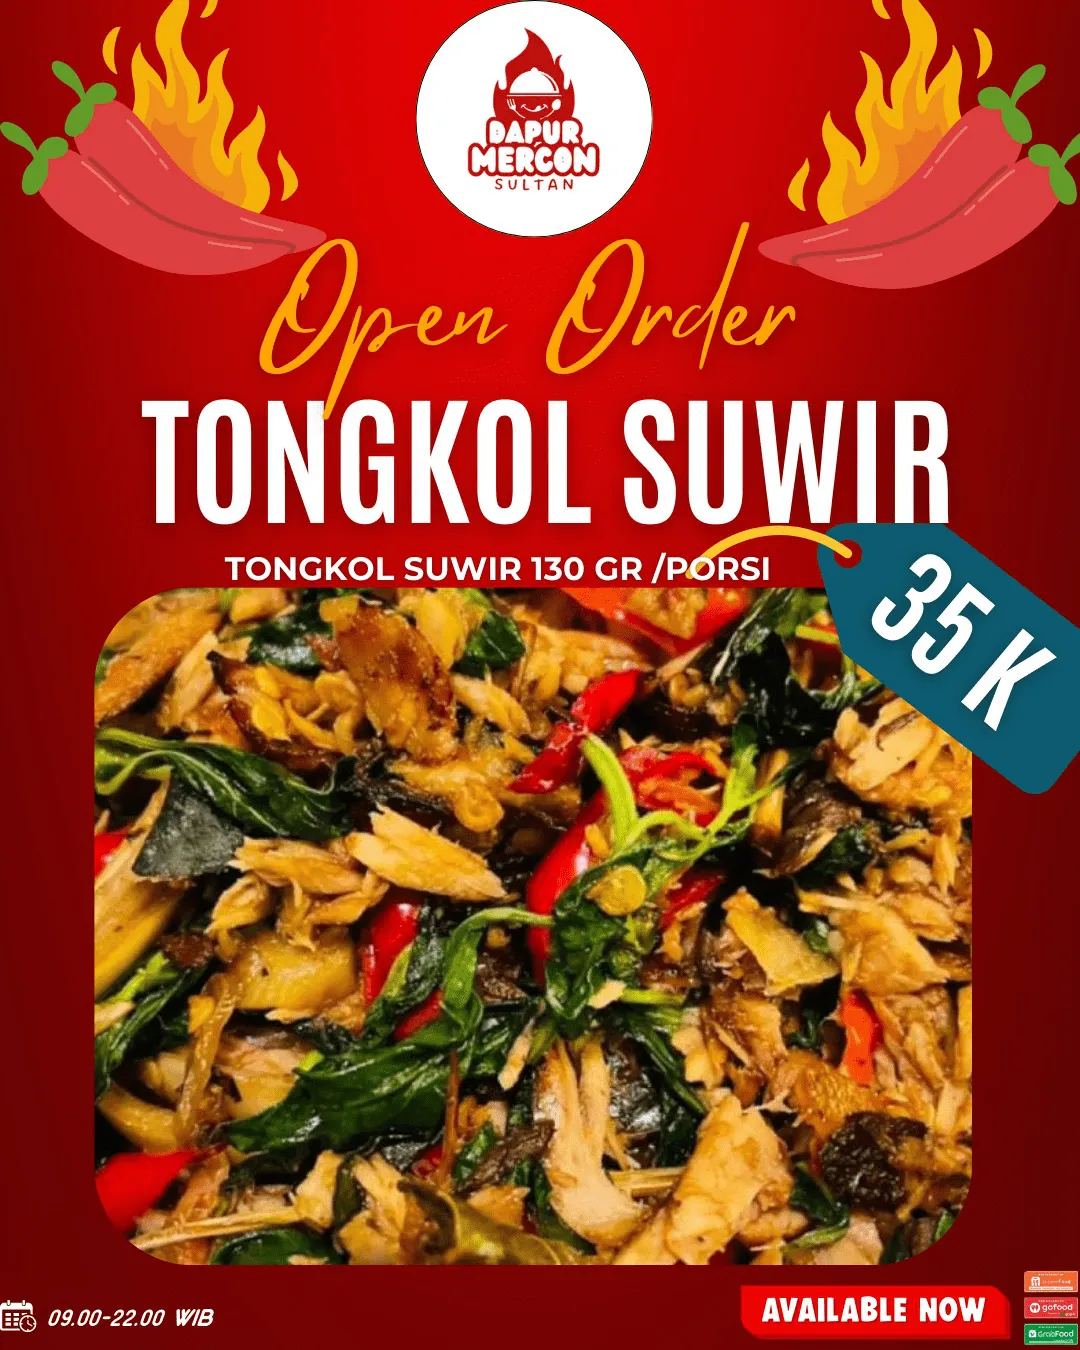 DAPUR
MERCON
SULTAN
Open Order
TONGKOL SUWIR
TONGKOL SUWIR 130 GR /PORSI
35 K
09.00-22.00 WIB
AVAILABLE NOW
gofood
GrabFood